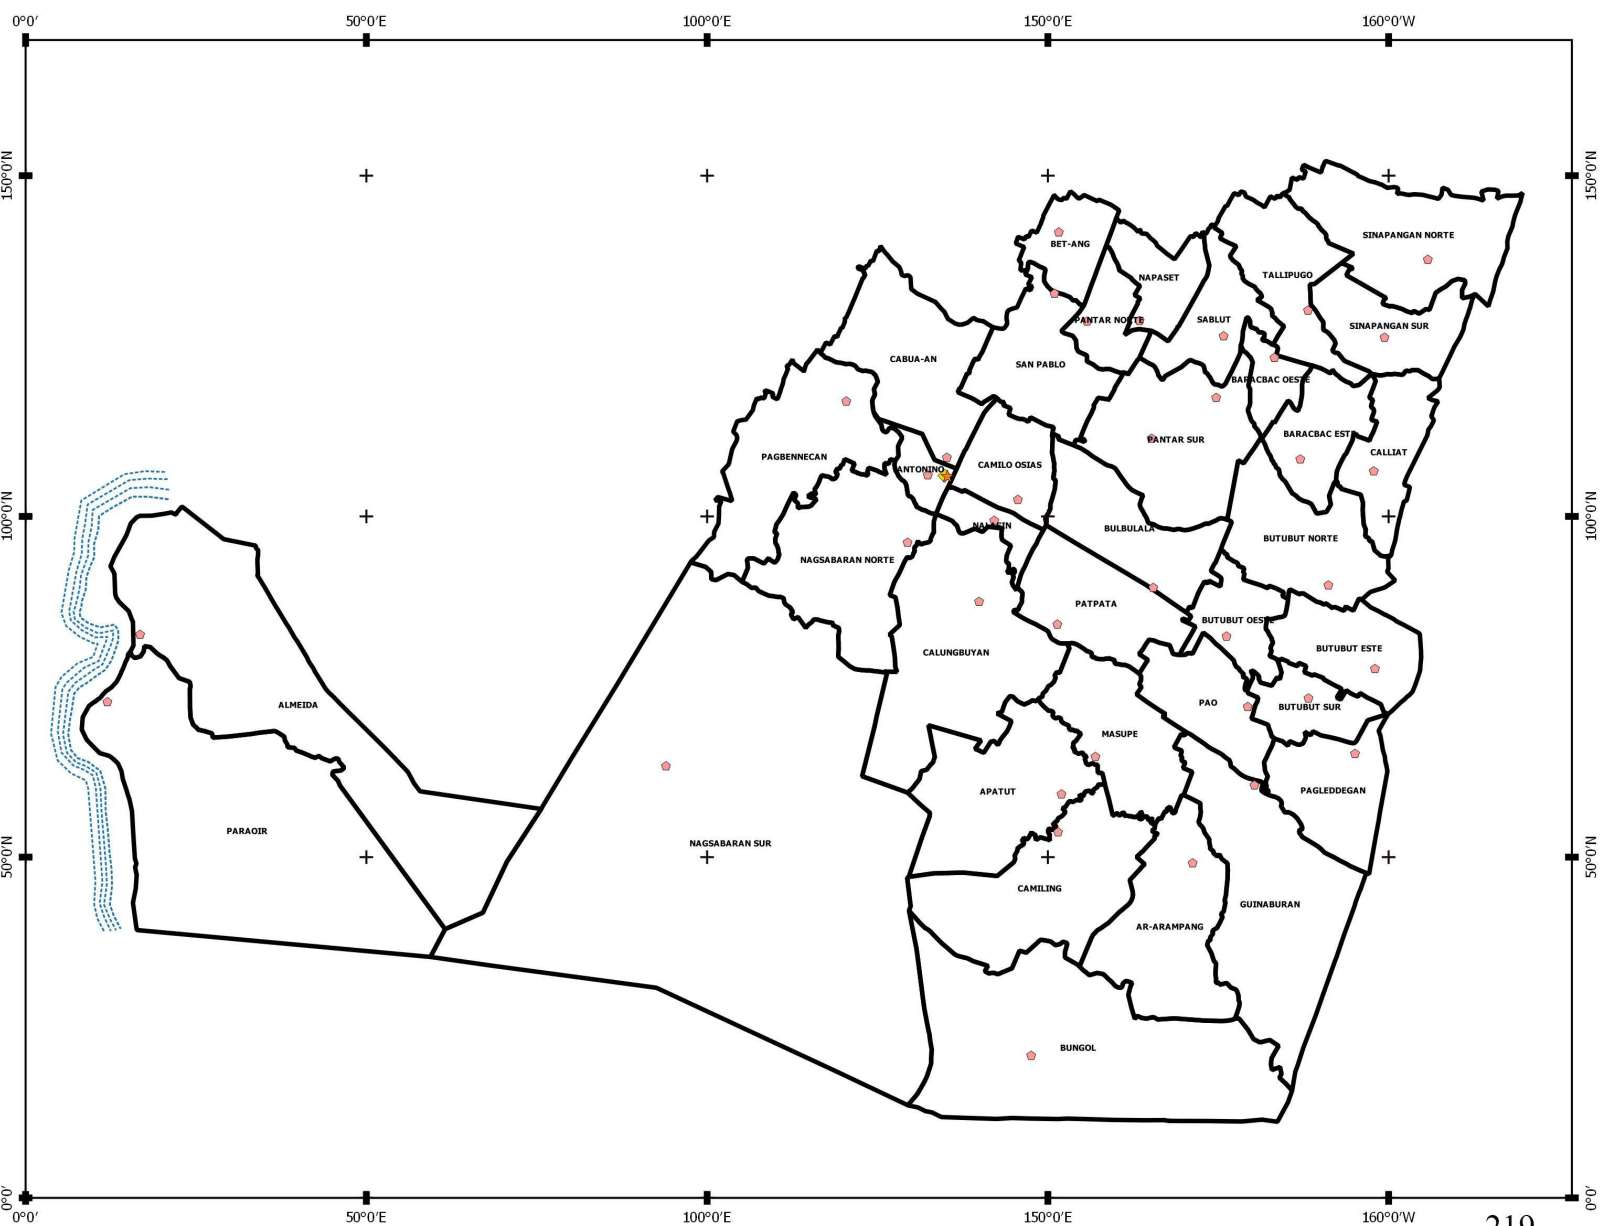 0°0′ 50°0′E 100°0′E 150°0′E 160°0′W
150°0′N 150°0′N
SINAPANGAN NORTE
BET-ANG
TALLIPUGO
NAPASET
PANTAR NORTE
SABLUT
SINAPANGAN SUR
CABUA-AN
SAN PABLO
BARACBAC OESTE
BARACBAC EST
PANTAR SUR
CALLIAT
PAGBENNECAN
CAMILO OSIAS
ANTONINO
100°0′N 100°0′N
BULBULALA
BUTUBUT NORTE
NAGSABARAN NORTE
PATPATA
BUTUBUT OESTE
BUTUBUT ESTE
CALUNGBUYAN
PAO
ALMEIDA
BUTUBUT SUR
MASUPE
APATUT
PAGLEDDEGAN
PARAOIR
NAGSABARAN SUR
50°0′N 50°0′N
CAMILING
GUINABURAN
AR-ARAMPANG
BUNGOL
0°0′ 0°0′
0°0′ 50°0′E 100°0′E 150°0′E 160°0′W
219